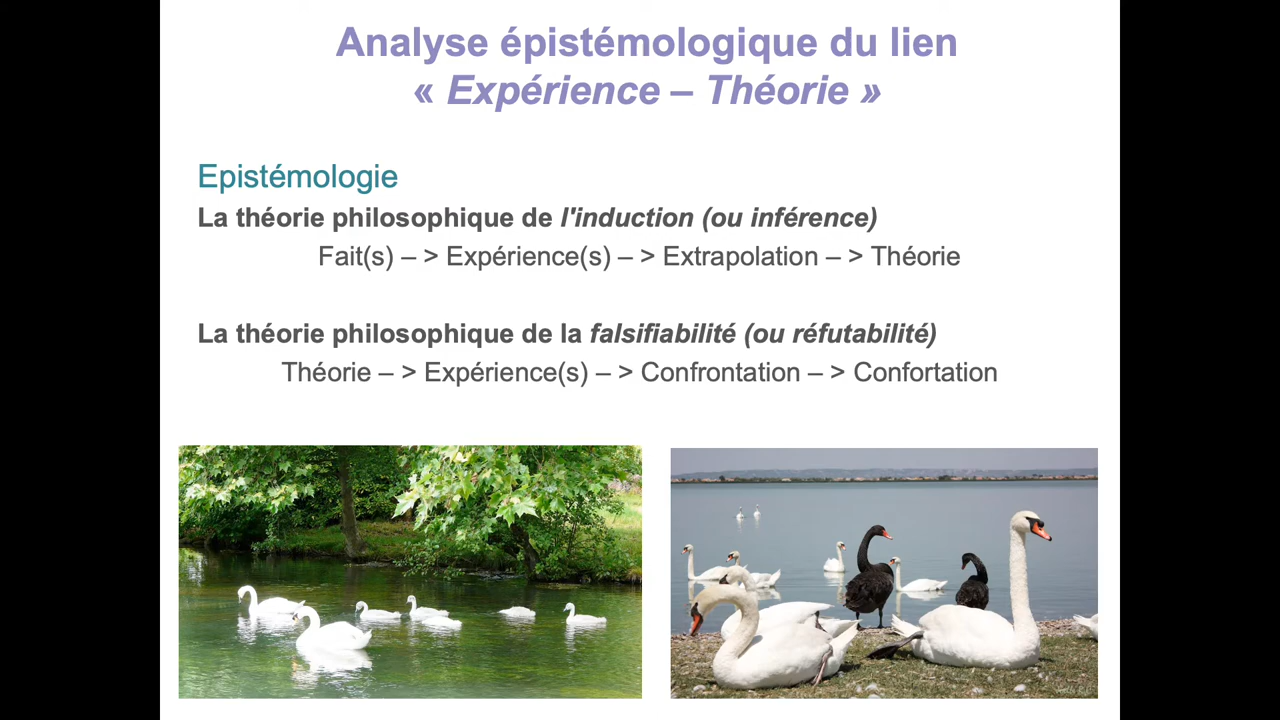 Analyse épistémologique du lien
« Expérience – Théorie »
Epistémologie
La théorie philosophique de l'induction (ou inférence)
Fait(s) – > Expérience(s) – > Extrapolation – > Théorie
La théorie philosophique de la falsifiabilité (ou réfutabilité)
Théorie – > Expérience(s) – > Confrontation – > Confortation